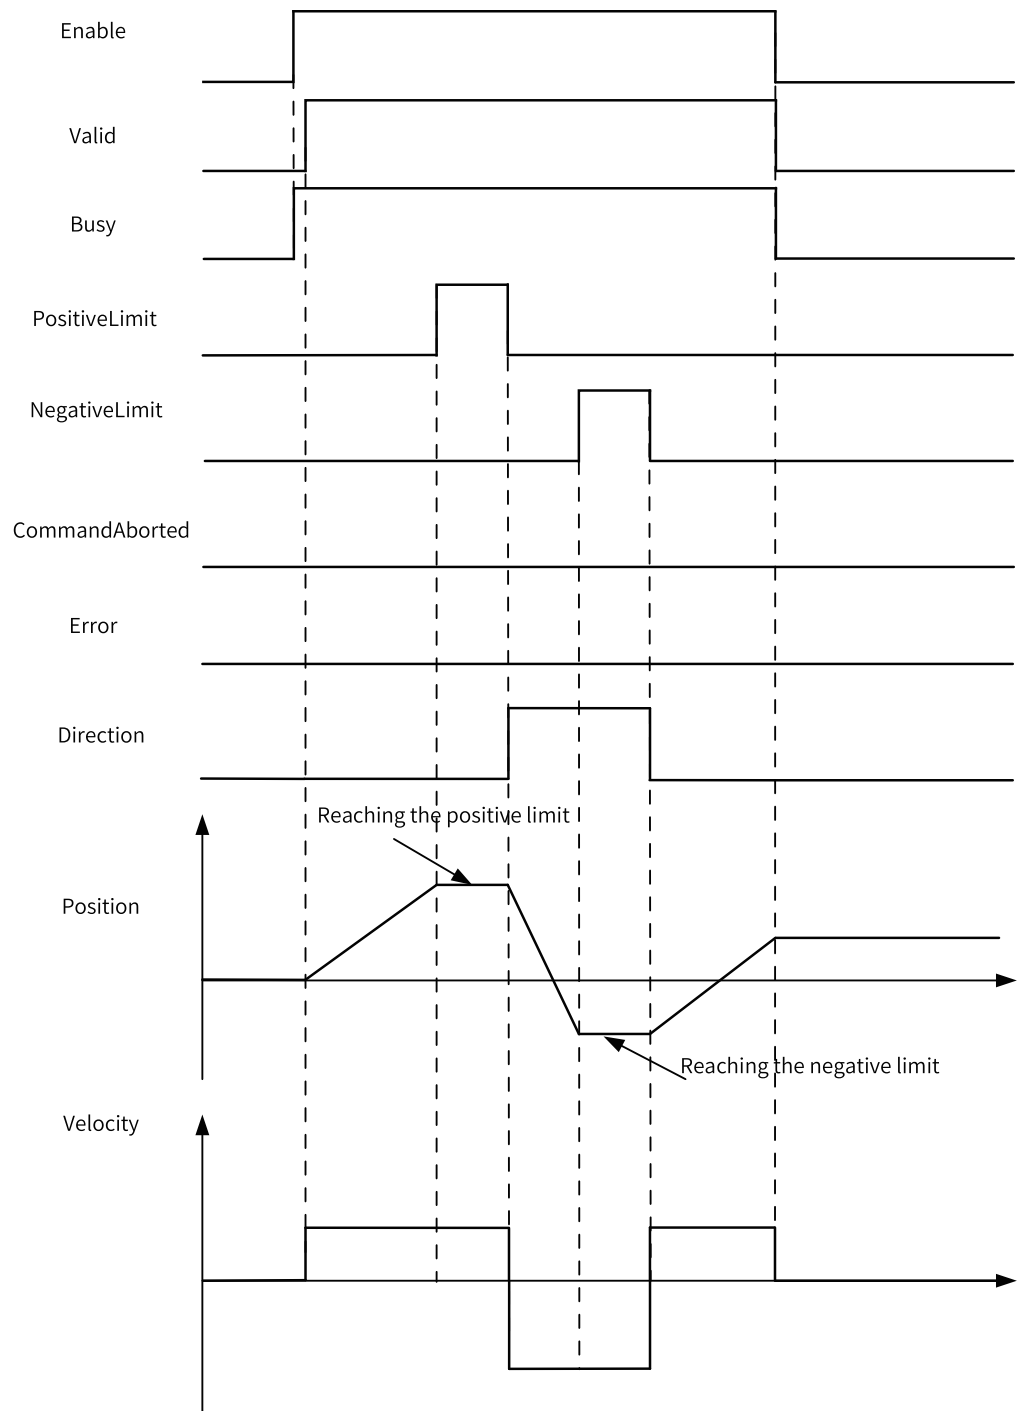 Enable
Valid
Busy
PositiveLimit
NegativeLimit
CommandAborted
Error
Direction
Reaching the positive limit
Position
Reaching the negative limit
Velocity